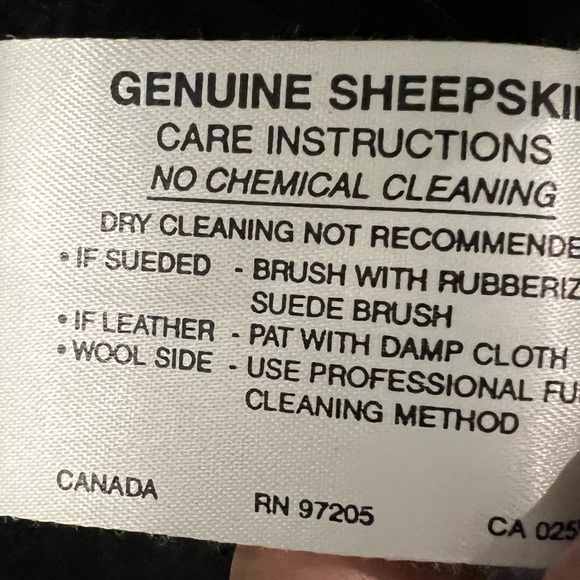 GENUINE SHEEPSKI
CARE INSTRUCTIONS
NO CHEMICAL CLEANING
DRY CLEANING NOT RECOMMENDE
• IF SUEDED - BRUSH WITH RUBBERIZ
SUEDE BRUSH
• IF LEATHER - PAT WITH DAMP CLOTH
• WOOL SIDE - USE PROFESSIONAL FU
CLEANING METHOD
CANADA RN 97205 CA 025